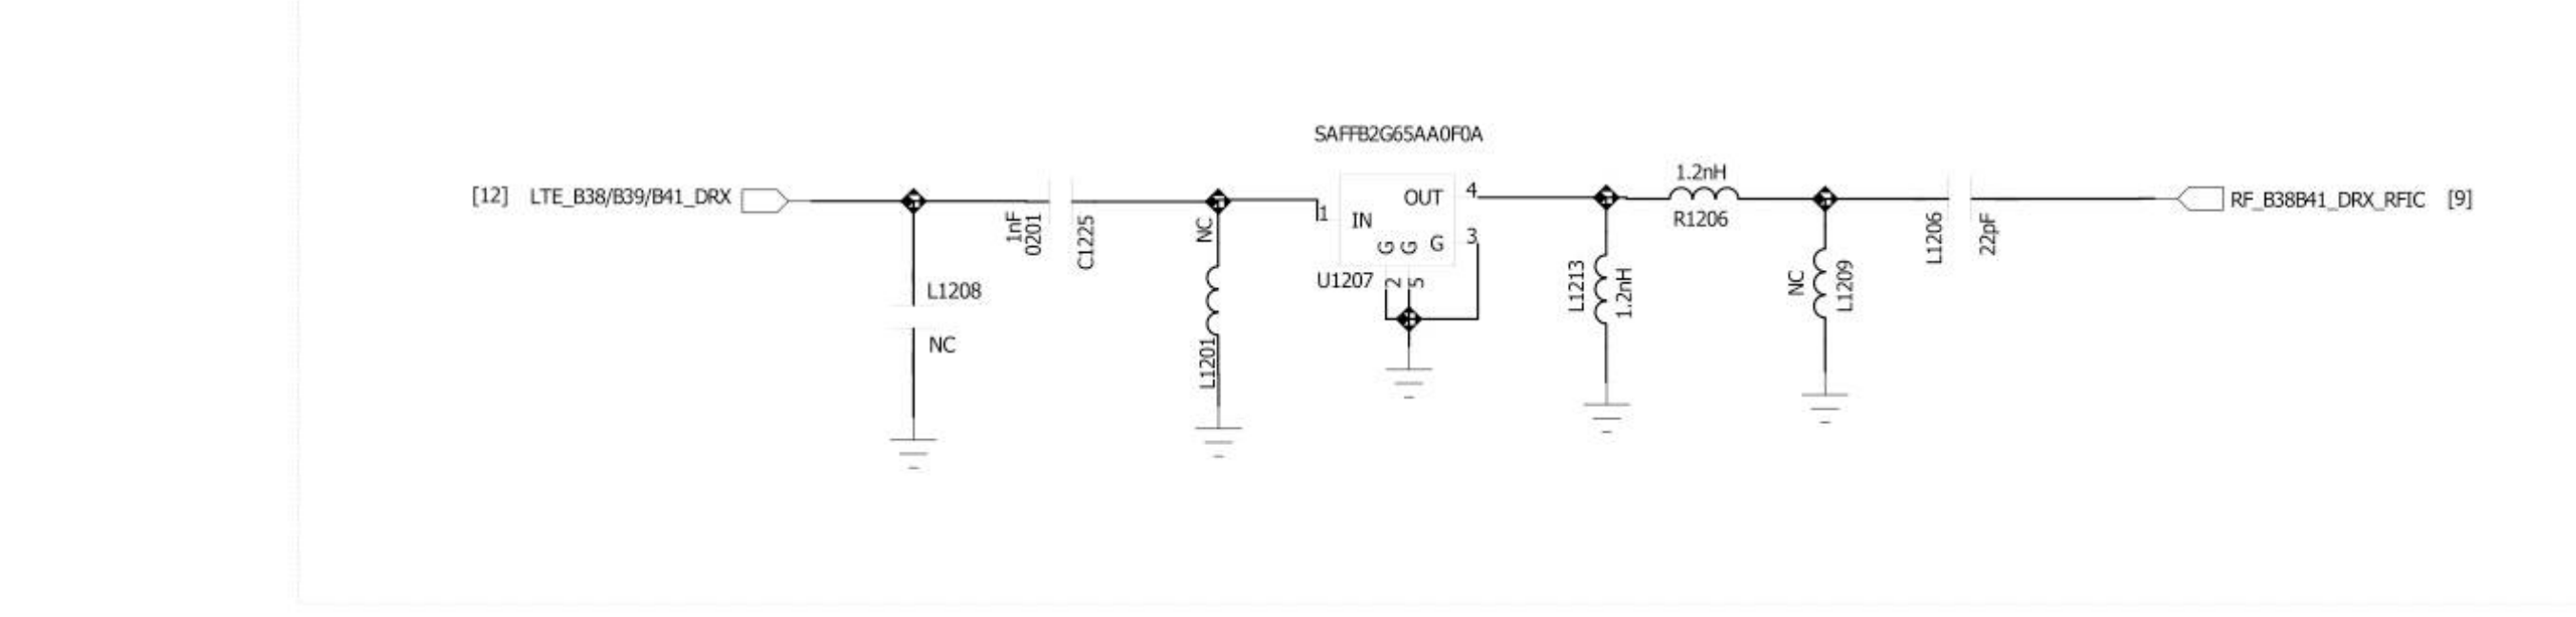 SAFFB2G65AA0F0A
[12] LTE_B38/B39/B41_DRX
1nF
0201
C1225
L1208
NC
NC
L1201
1
IN
OUT
4
G
G
G
3
U1207
2
5
L1213
1.2nH
1.2nH
R1206
NC
L1209
L1206
22pF
RF_B38B41_DRX_RFIC [9]